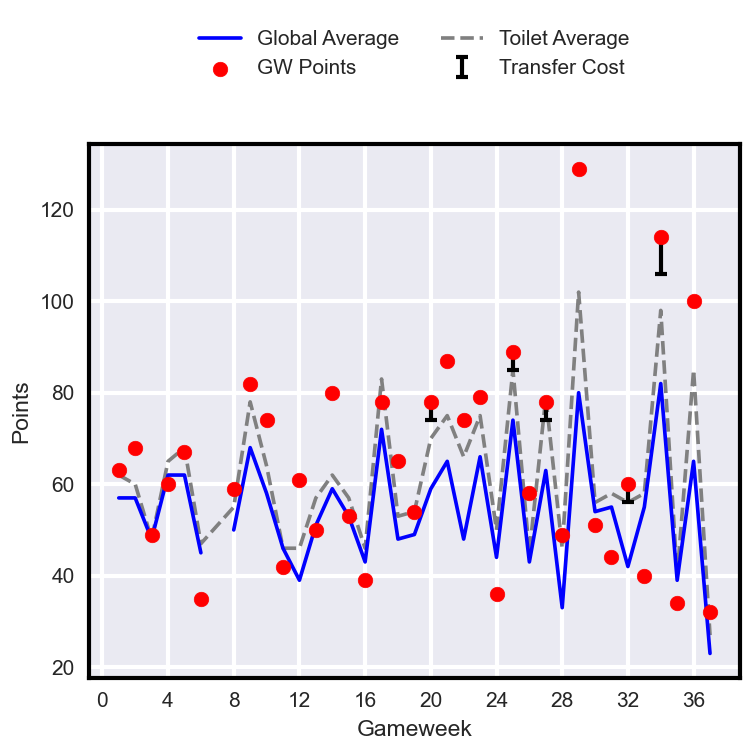 Global Average
Toilet Average
GW Points
Transfer Cost
120
100
80
60
40
20
Points
0 4 8 12 16 20 24 28 32 36
Gameweek